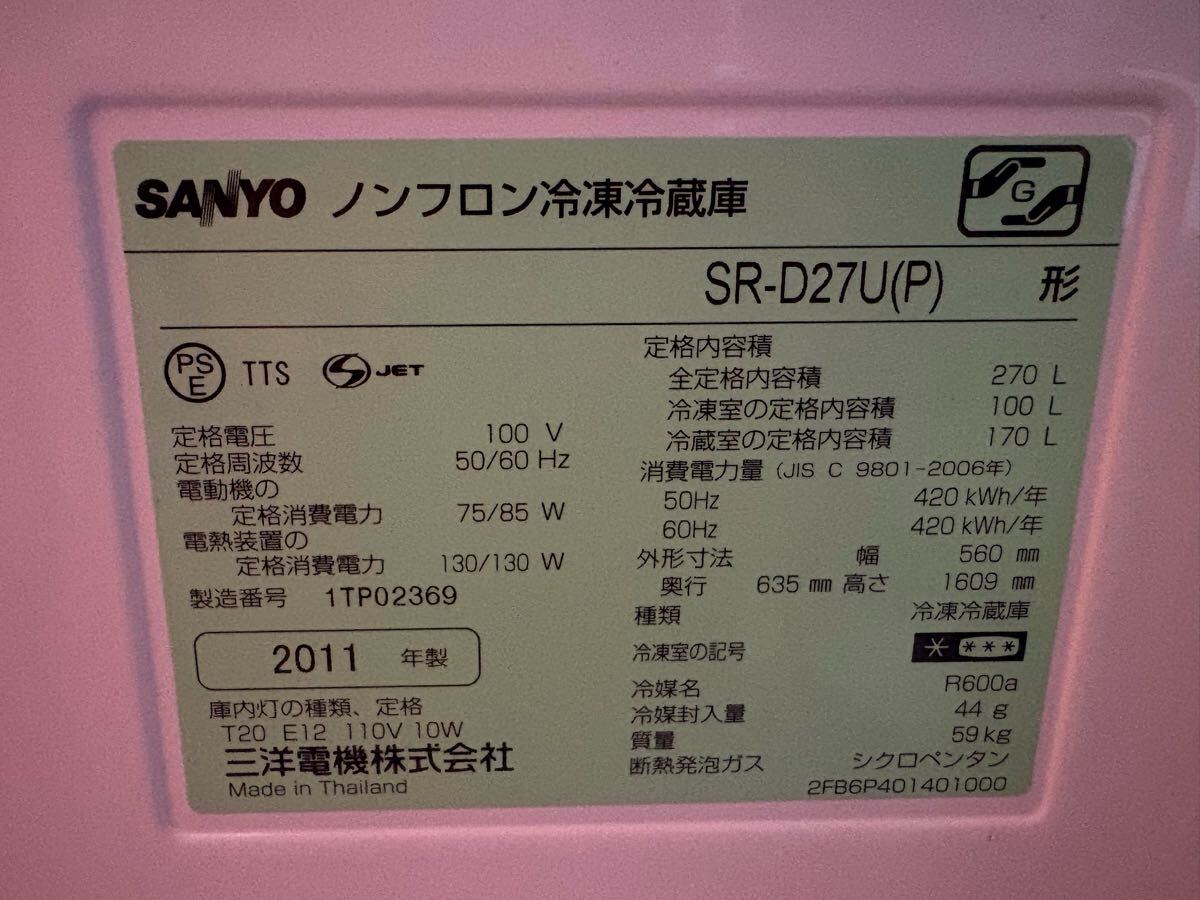 SANYO ノンフロン冷凍冷蔵庫
G
SR-D27U(P) 形
PSE TTS S JET
定格電圧 100 V
定格周波数 50/60 Hz
電動機の
定格消費電力 75/85 W
電熱装置の
定格消費電力 130/130 W
製造番号 1TP02369
2011 年製
庫内灯の種類、定格
T20 E12 110V 10W
三洋電機株式会社
Made in Thailand
定格内容積
全定格内容積 270 L
冷凍室の定格内容積 100 L
冷蔵室の定格内容積 170 L
消費電力量 (JIS C 9801-2006年)
50Hz 420 kWh/年
60Hz 420 kWh/年
外形寸法 幅 560 mm
奥行 635 mm 高さ 1609 mm
種類 冷凍冷蔵庫
冷凍室の記号 * ***
冷媒名 R600a
冷媒封入量 44 g
質量 59 kg
断熱発泡ガス シクロペンタン
2FB6P401401000